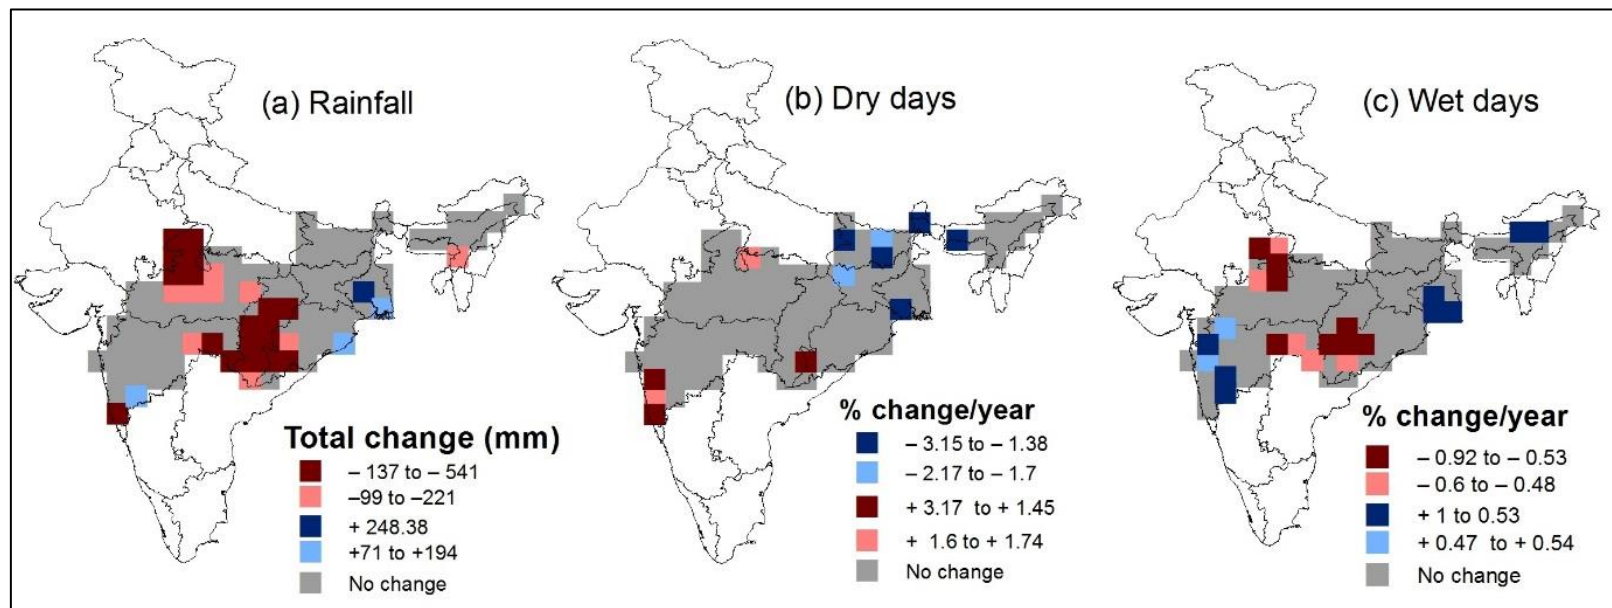 (a) Rainfall
Total change (mm)
– 137 to – 541
–99 to –221
+ 248.38
+71 to +194
No change
(b) Dry days
% change/year
– 3.15 to – 1.38
– 2.17 to – 1.7
+ 3.17 to + 1.45
+ 1.6 to + 1.74
No change
(c) Wet days
% change/year
– 0.92 to – 0.53
– 0.6 to – 0.48
+ 1 to 0.53
+ 0.47 to + 0.54
No change